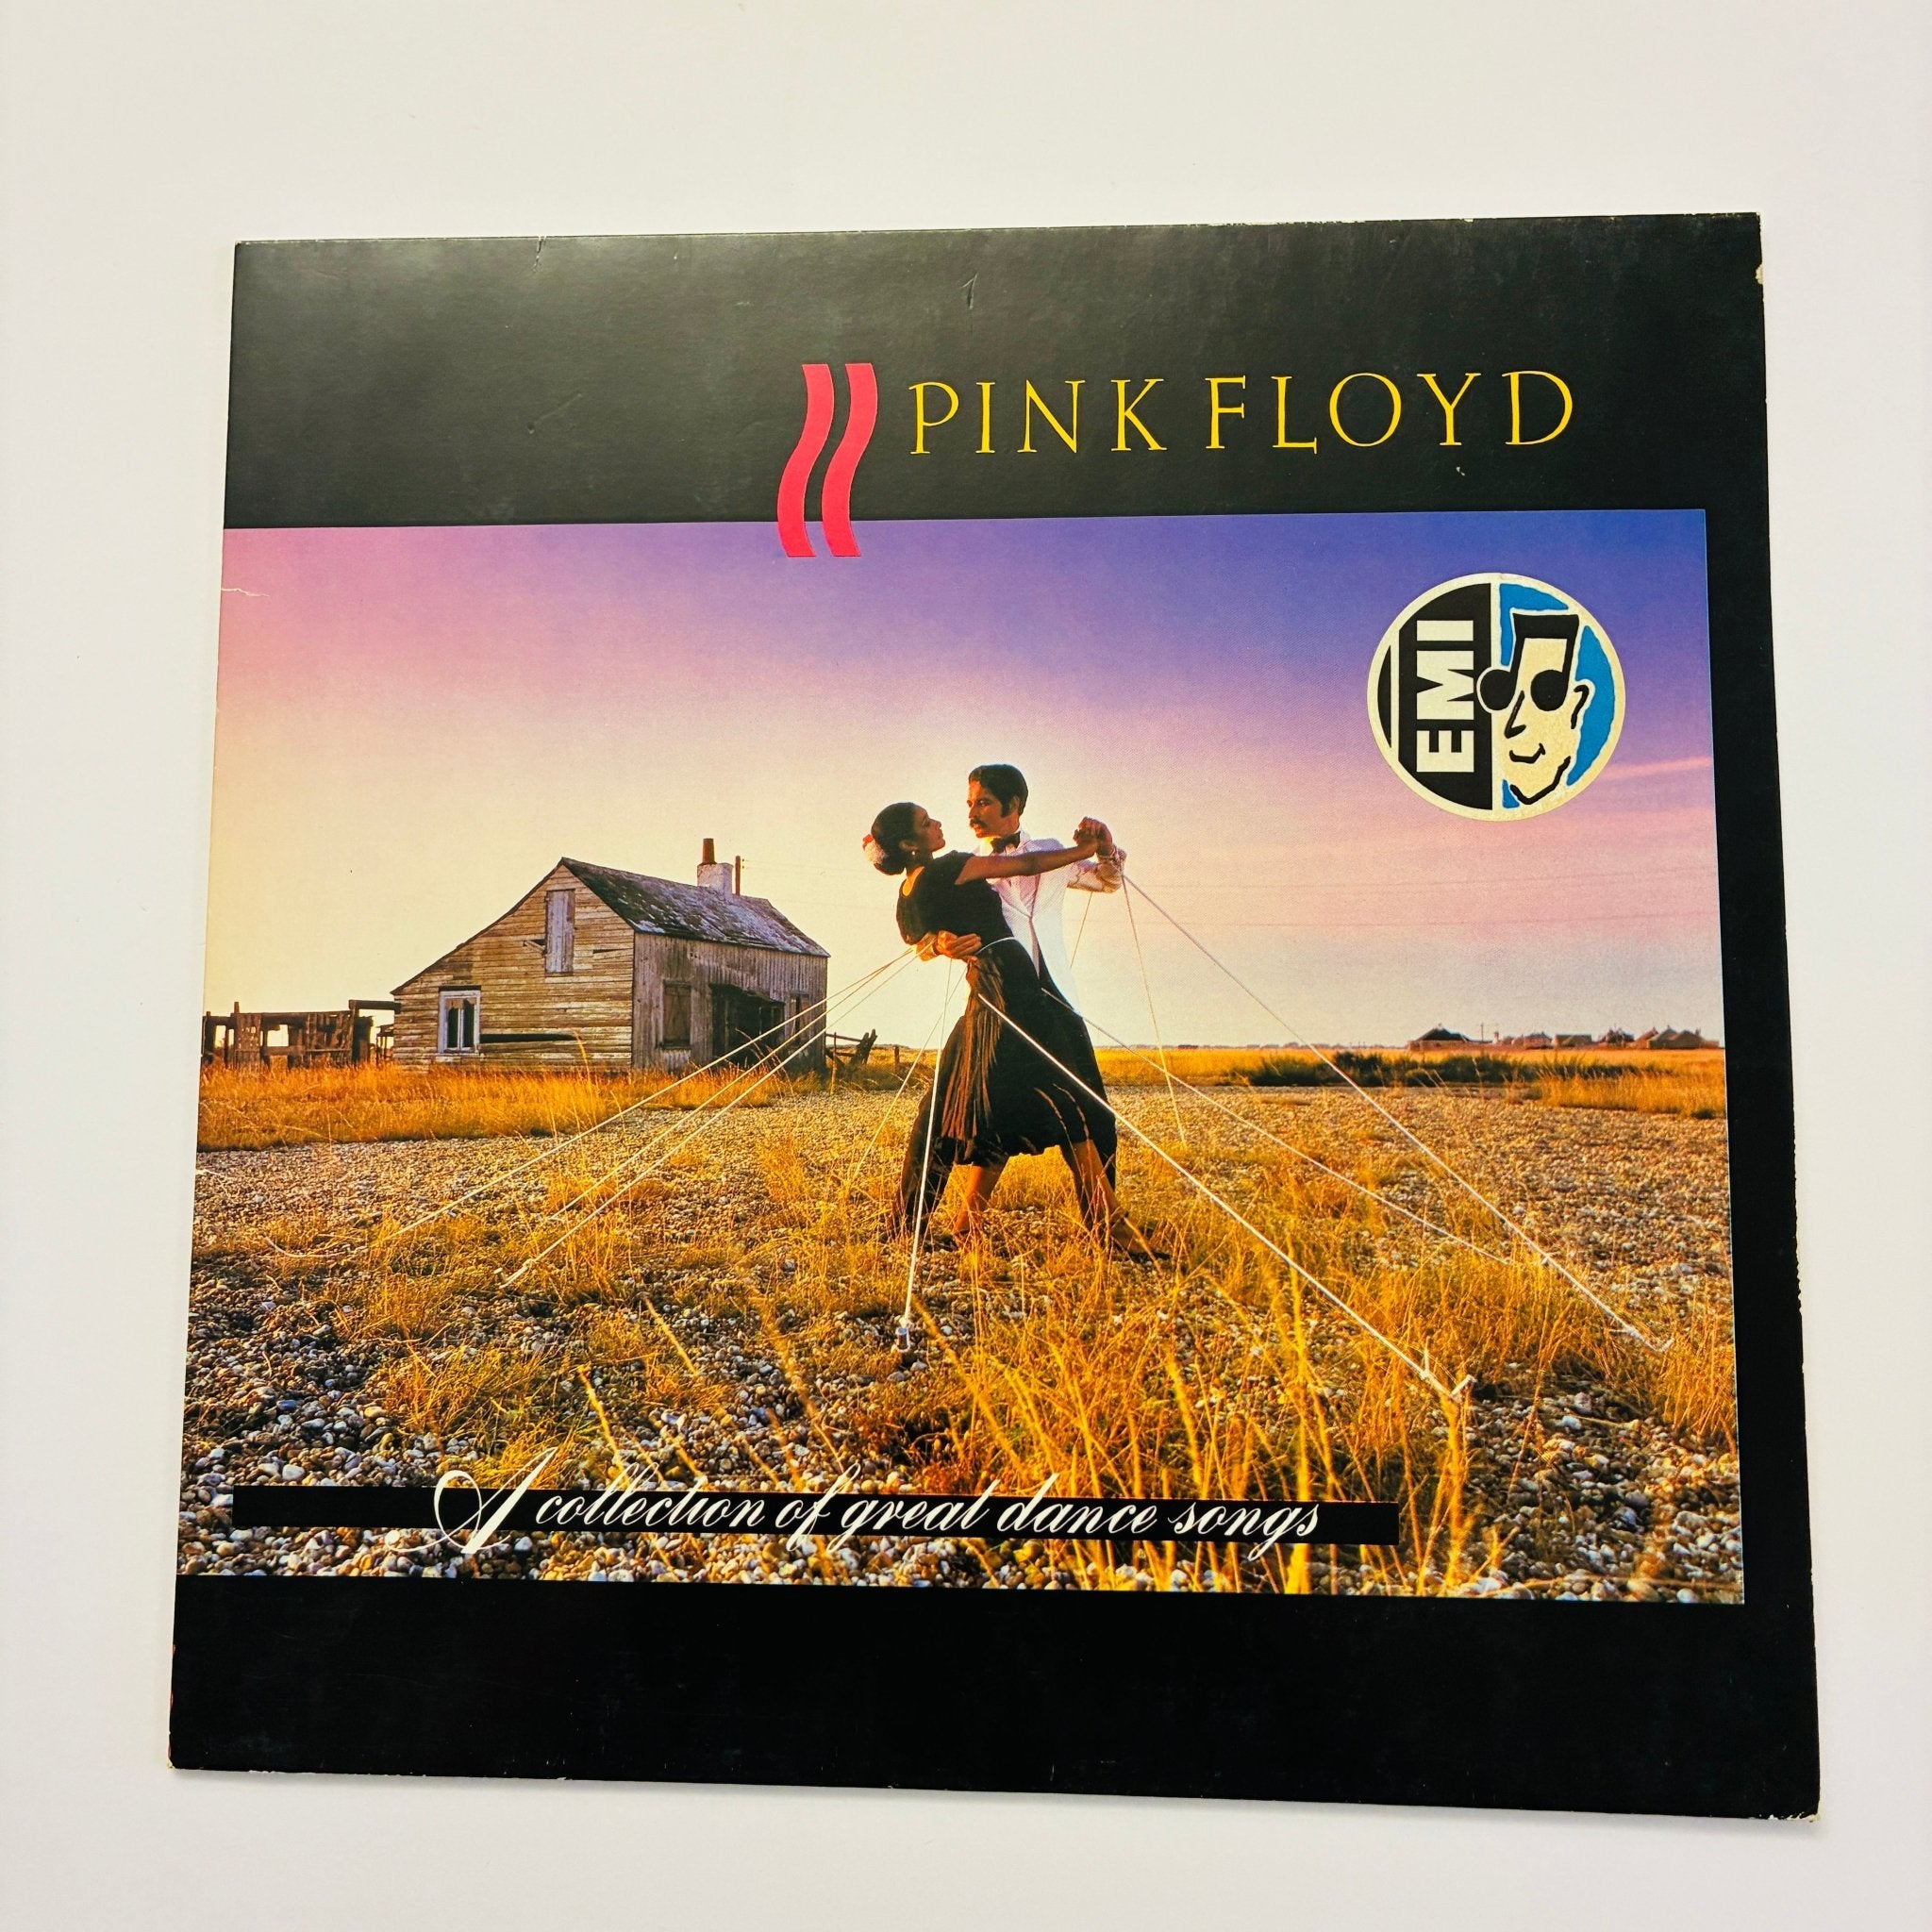 PINK FLOYD
EMI
A collection of great dance songs